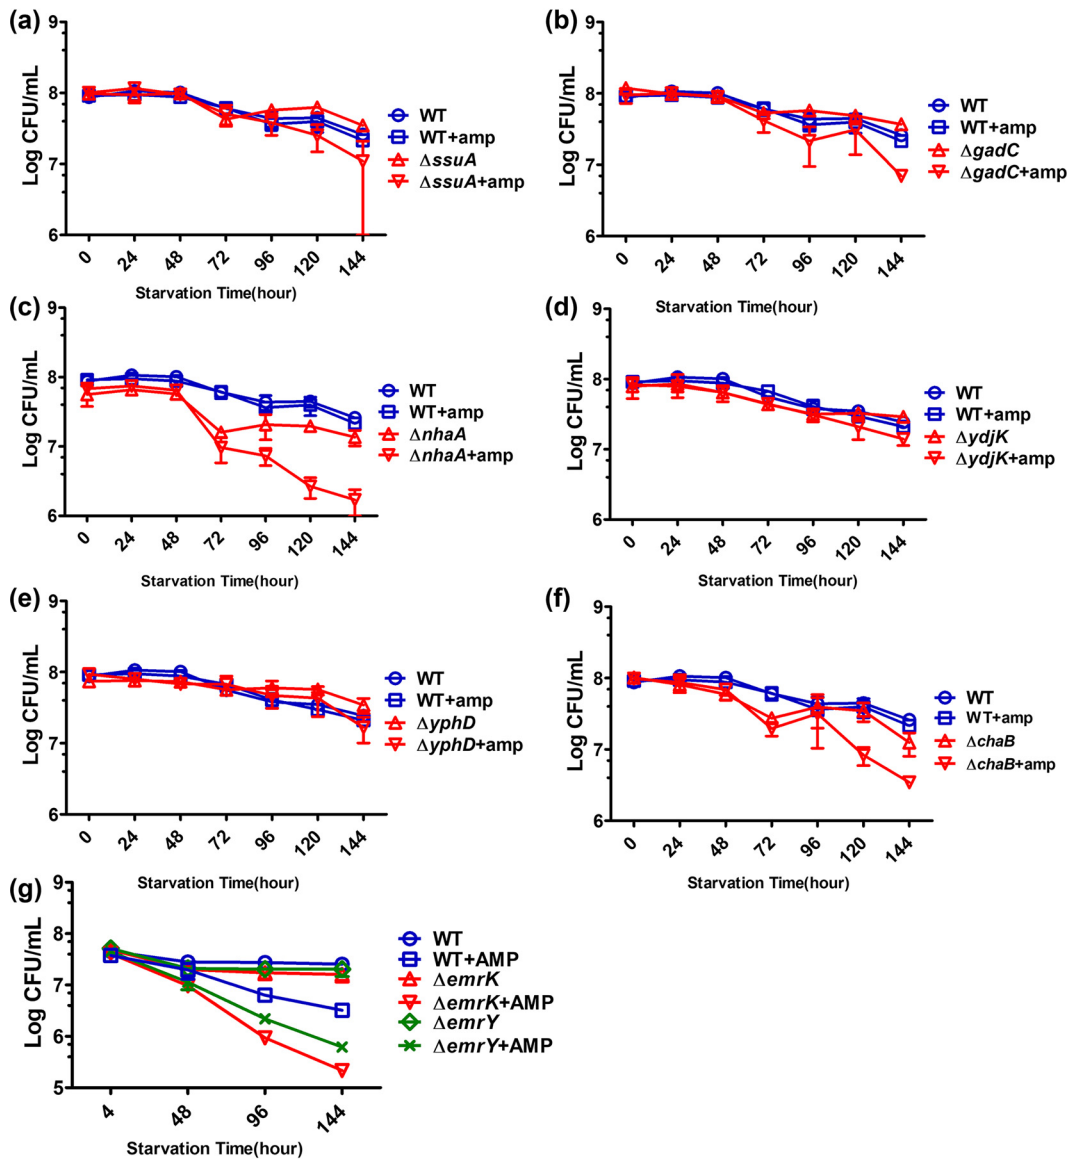 (a)
9
8
7
6
Log CFU/mL
0 24 48 72 96 120 144
Starvation Time(hour)
WT
WT+amp
ΔssuA
ΔssuA+amp
(b)
9
8
7
6
Log CFU/mL
0 24 48 72 96 120 144
Starvation Time(hour)
WT
WT+amp
ΔgadC
ΔgadC+amp
(c)
9
8
7
6
Log CFU/mL
0 24 48 72 96 120 144
Starvation Time(hour)
WT
WT+amp
ΔnhaA
ΔnhaA+amp
(d)
9
8
7
6
Log CFU/mL
0 24 48 72 96 120 144
Starvation Time(hour)
WT
WT+amp
ΔydjK
ΔydjK+amp
(e)
9
8
7
6
Log CFU/mL
0 24 48 72 96 120 144
Starvation Time(hour)
WT
WT+amp
ΔyphD
ΔyphD+amp
(f)
9
8
7
6
Log CFU/mL
0 24 48 72 96 120 144
Starvation Time(hour)
WT
WT+amp
ΔchaB
ΔchaB+amp
(g)
9
8
7
6
5
Log CFU/mL
4 48 96 144
Starvation Time(hour)
WT
WT+AMP
ΔemrK
ΔemrK+AMP
ΔemrY
ΔemrY+AMP